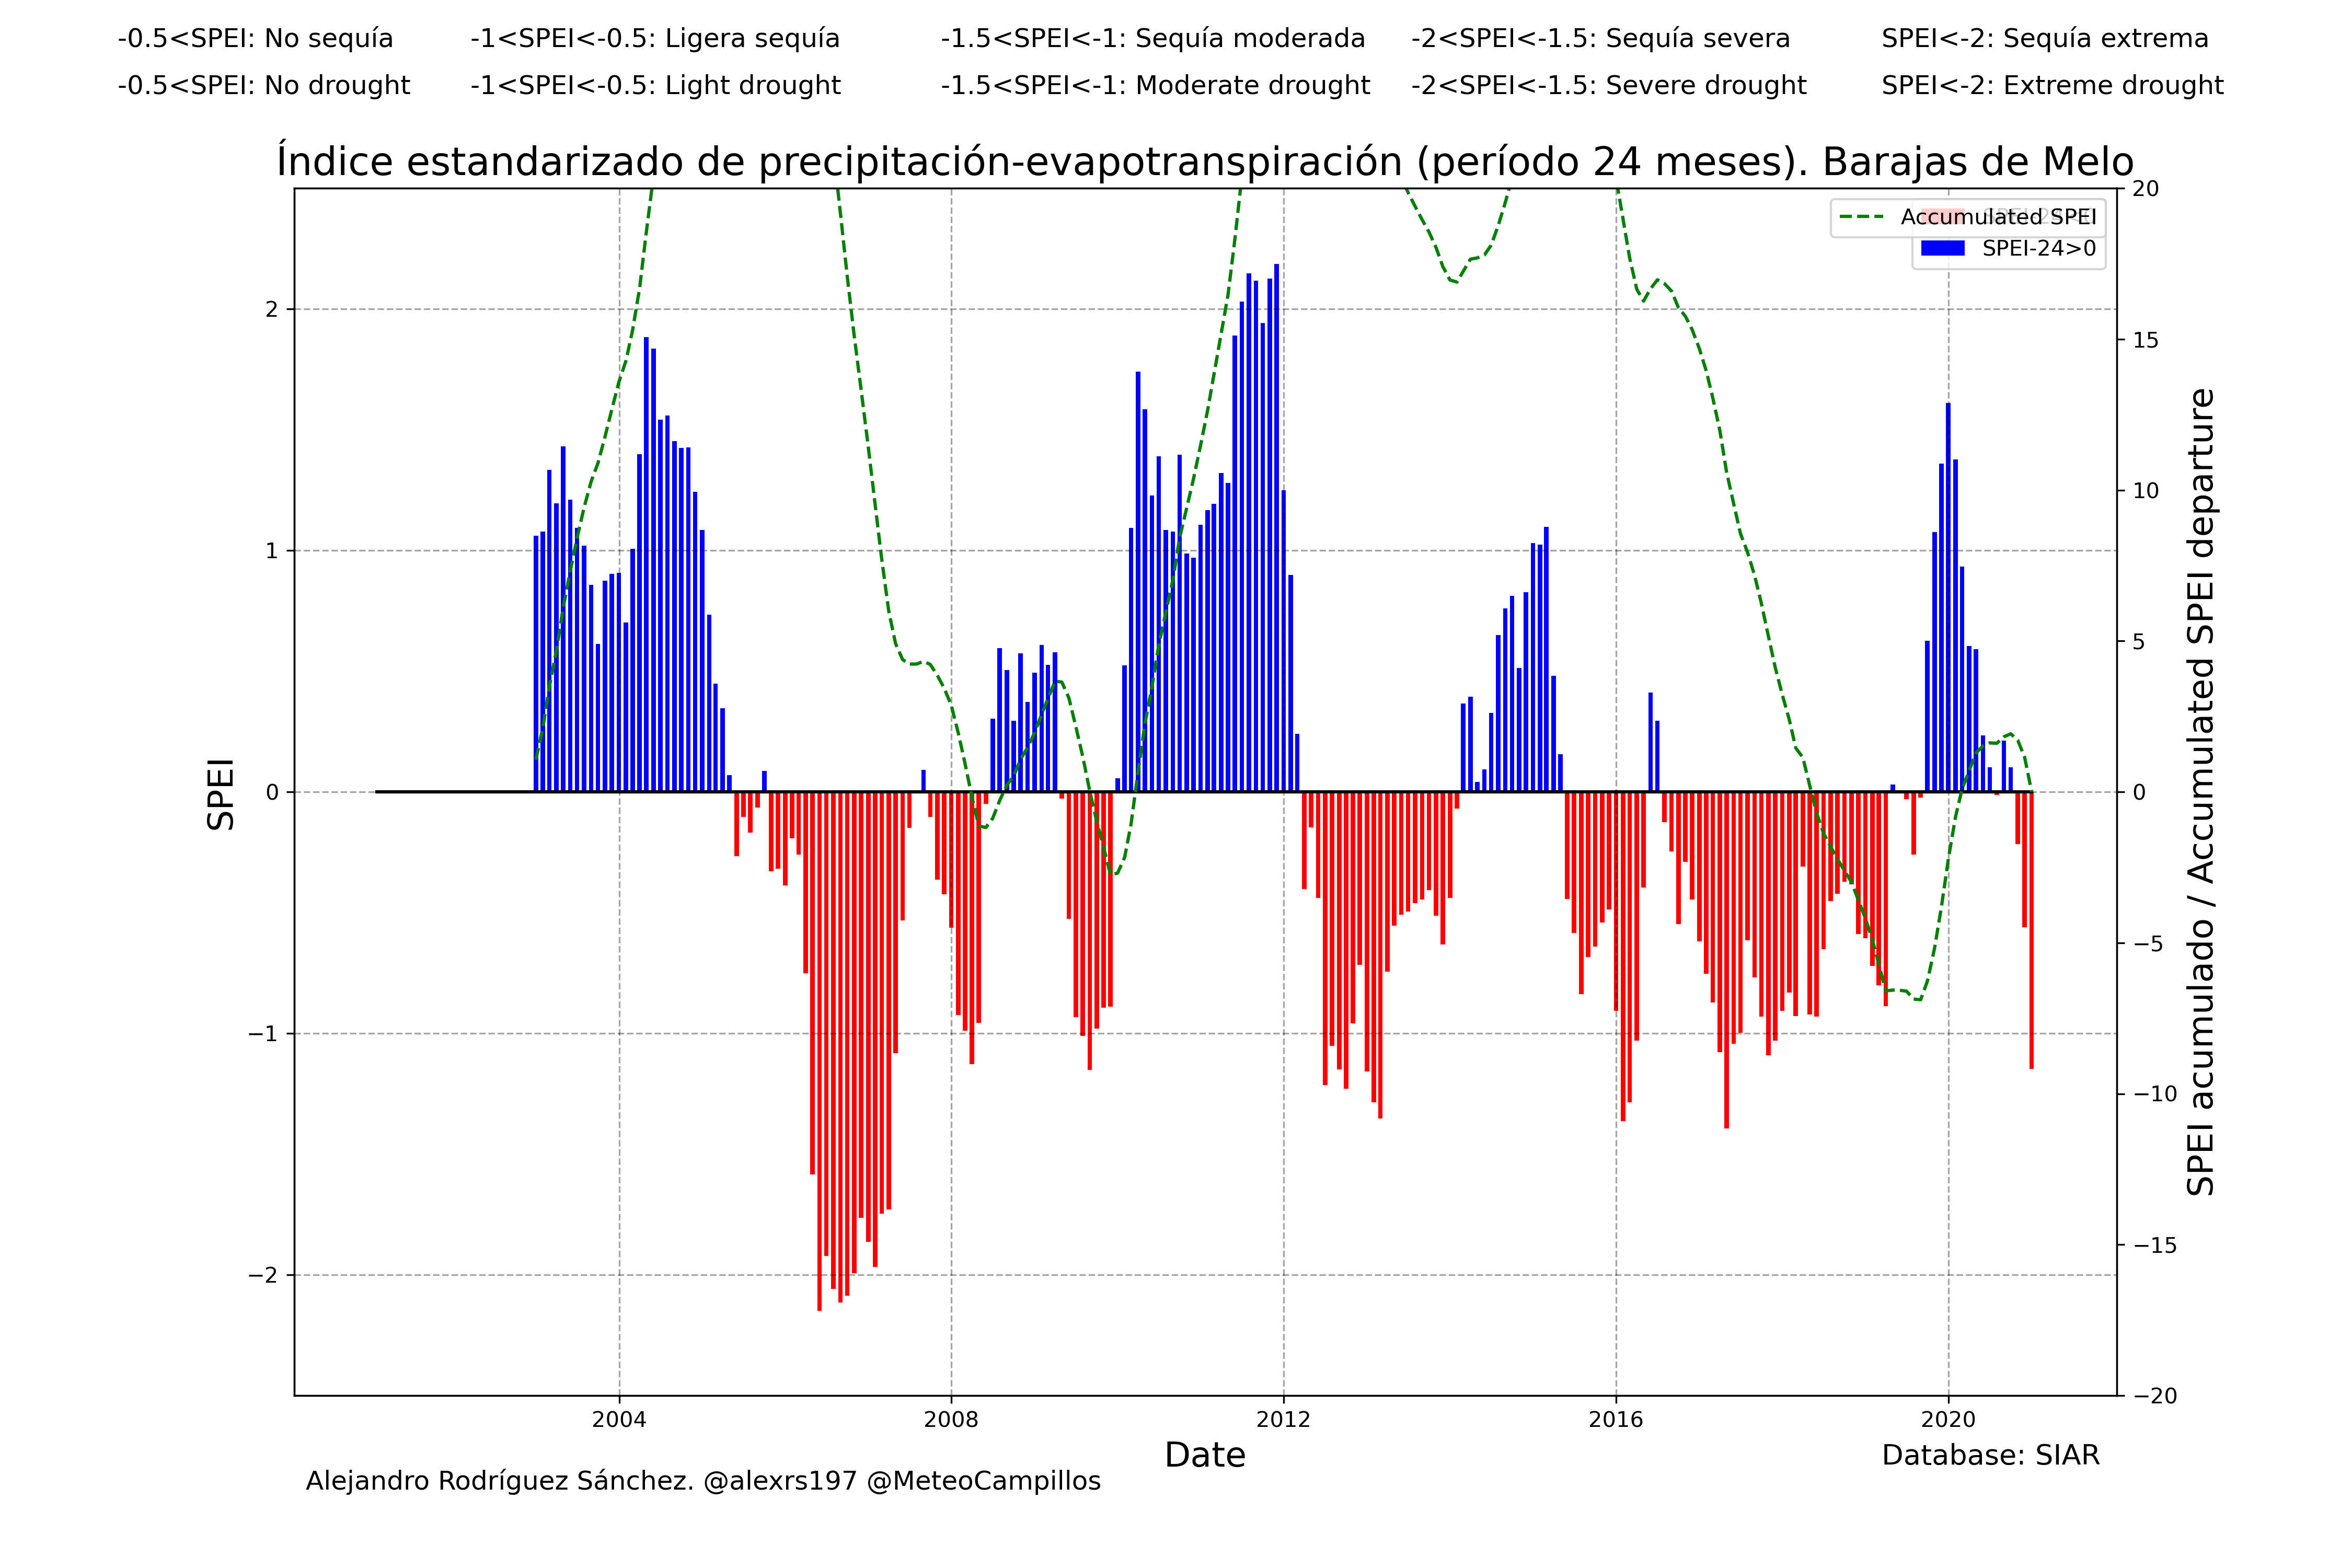 -0.5<SPEI: No sequía -1<SPEI<-0.5: Ligera sequía -1.5<SPEI<-1: Sequía moderada -2<SPEI<-1.5: Sequía severa SPEI<-2: Sequía extrema
-0.5<SPEI: No drought -1<SPEI<-0.5: Light drought -1.5<SPEI<-1: Moderate drought -2<SPEI<-1.5: Severe drought SPEI<-2: Extreme drought
Índice estandarizado de precipitación-evapotranspiración (período 24 meses). Barajas de Melo
Accumulated SPEI
SPEI-24>0
SPEI
2
1
0
−1
−2
20
15
10
5
0
−5
−10
−15
−20
SPEI acumulado / Accumulated SPEI departure
2004 2008 2012 2016 2020
Date
Database: SIAR
Alejandro Rodríguez Sánchez. @alexrs197 @MeteoCampillos